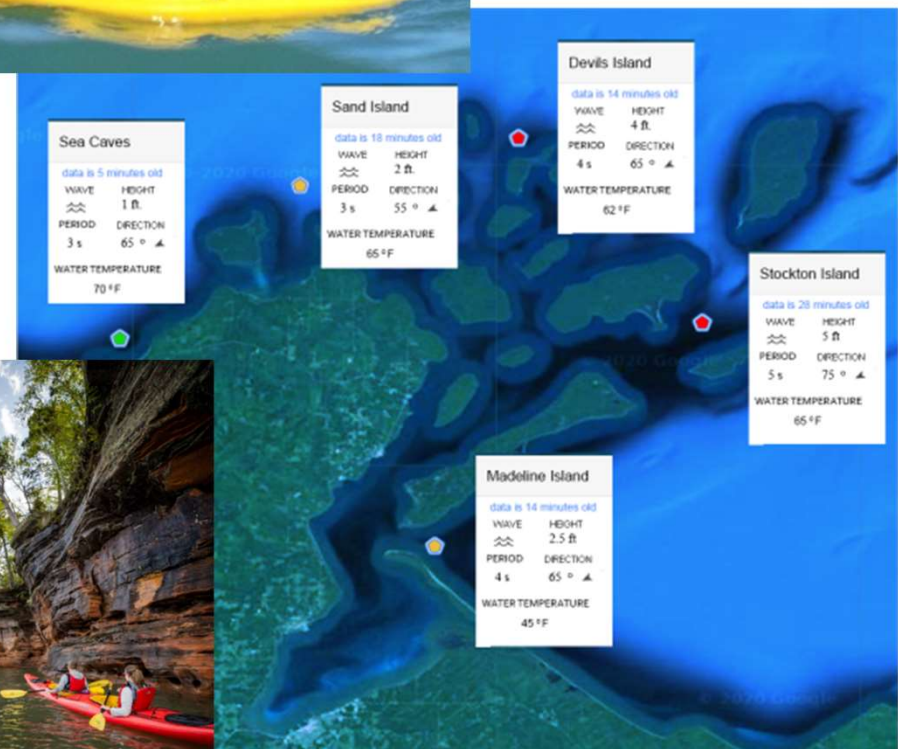 Devils Island
data is 14 minutes old
WAVE HEIGHT
4 ft.
PERIOD DIRECTION
4 s 65 °
WATER TEMPERATURE
62 °F
Sand Island
data is 18 minutes old
WAVE HEIGHT
2 ft.
PERIOD DIRECTION
3 s 55 °
WATER TEMPERATURE
65 °F
Sea Caves
data is 5 minutes old
WAVE HEIGHT
1 ft.
PERIOD DIRECTION
3 s 65 °
WATER TEMPERATURE
70 °F
© 2020 Google
Stockton Island
data is 28 minutes old
WAVE HEIGHT
5 ft
PERIOD DIRECTION
5 s 75 °
WATER TEMPERATURE
65 °F
2020 Google
Madeline Island
data is 14 minutes old
WAVE HEIGHT
2.5 ft
PERIOD DIRECTION
4 s 65 °
WATER TEMPERATURE
45 °F
© 2020 Google